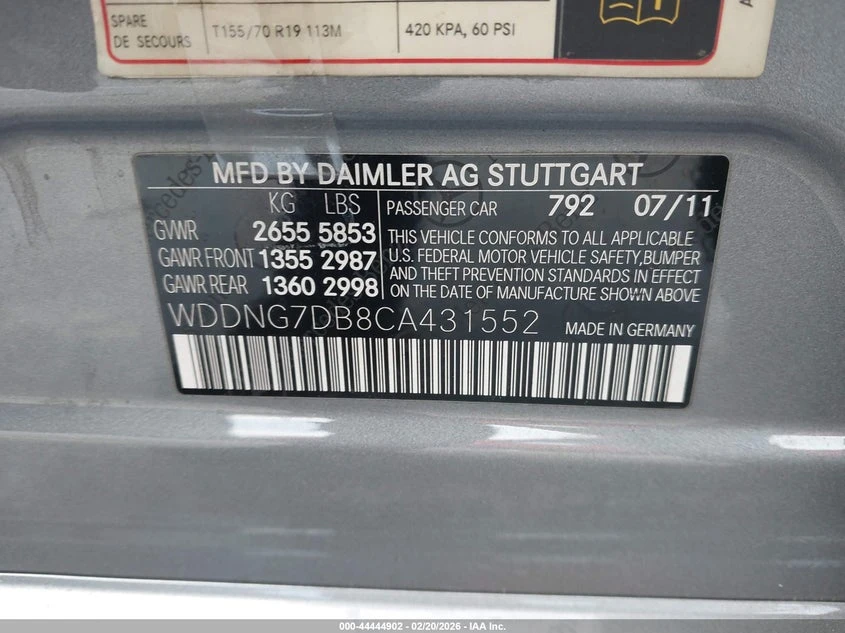 SPARE
DE SECOURS
T155/70 R19 113M
420 KPA, 60 PSI
MFD BY DAIMLER AG STUTTGART
KG LBS
GVWR 2655 5853
GAWR FRONT 1355 2987
GAWR REAR 1360 2998
PASSENGER CAR 792 07/11
THIS VEHICLE CONFORMS TO ALL APPLICABLE
U.S. FEDERAL MOTOR VEHICLE SAFETY,BUMPER
AND THEFT PREVENTION STANDARDS IN EFFECT
ON THE DATE OF MANUFACTURE SHOWN ABOVE
WDDNG7DB8CA431552
MADE IN GERMANY
000-44444902 - 02/20/2026 - IAA Inc.